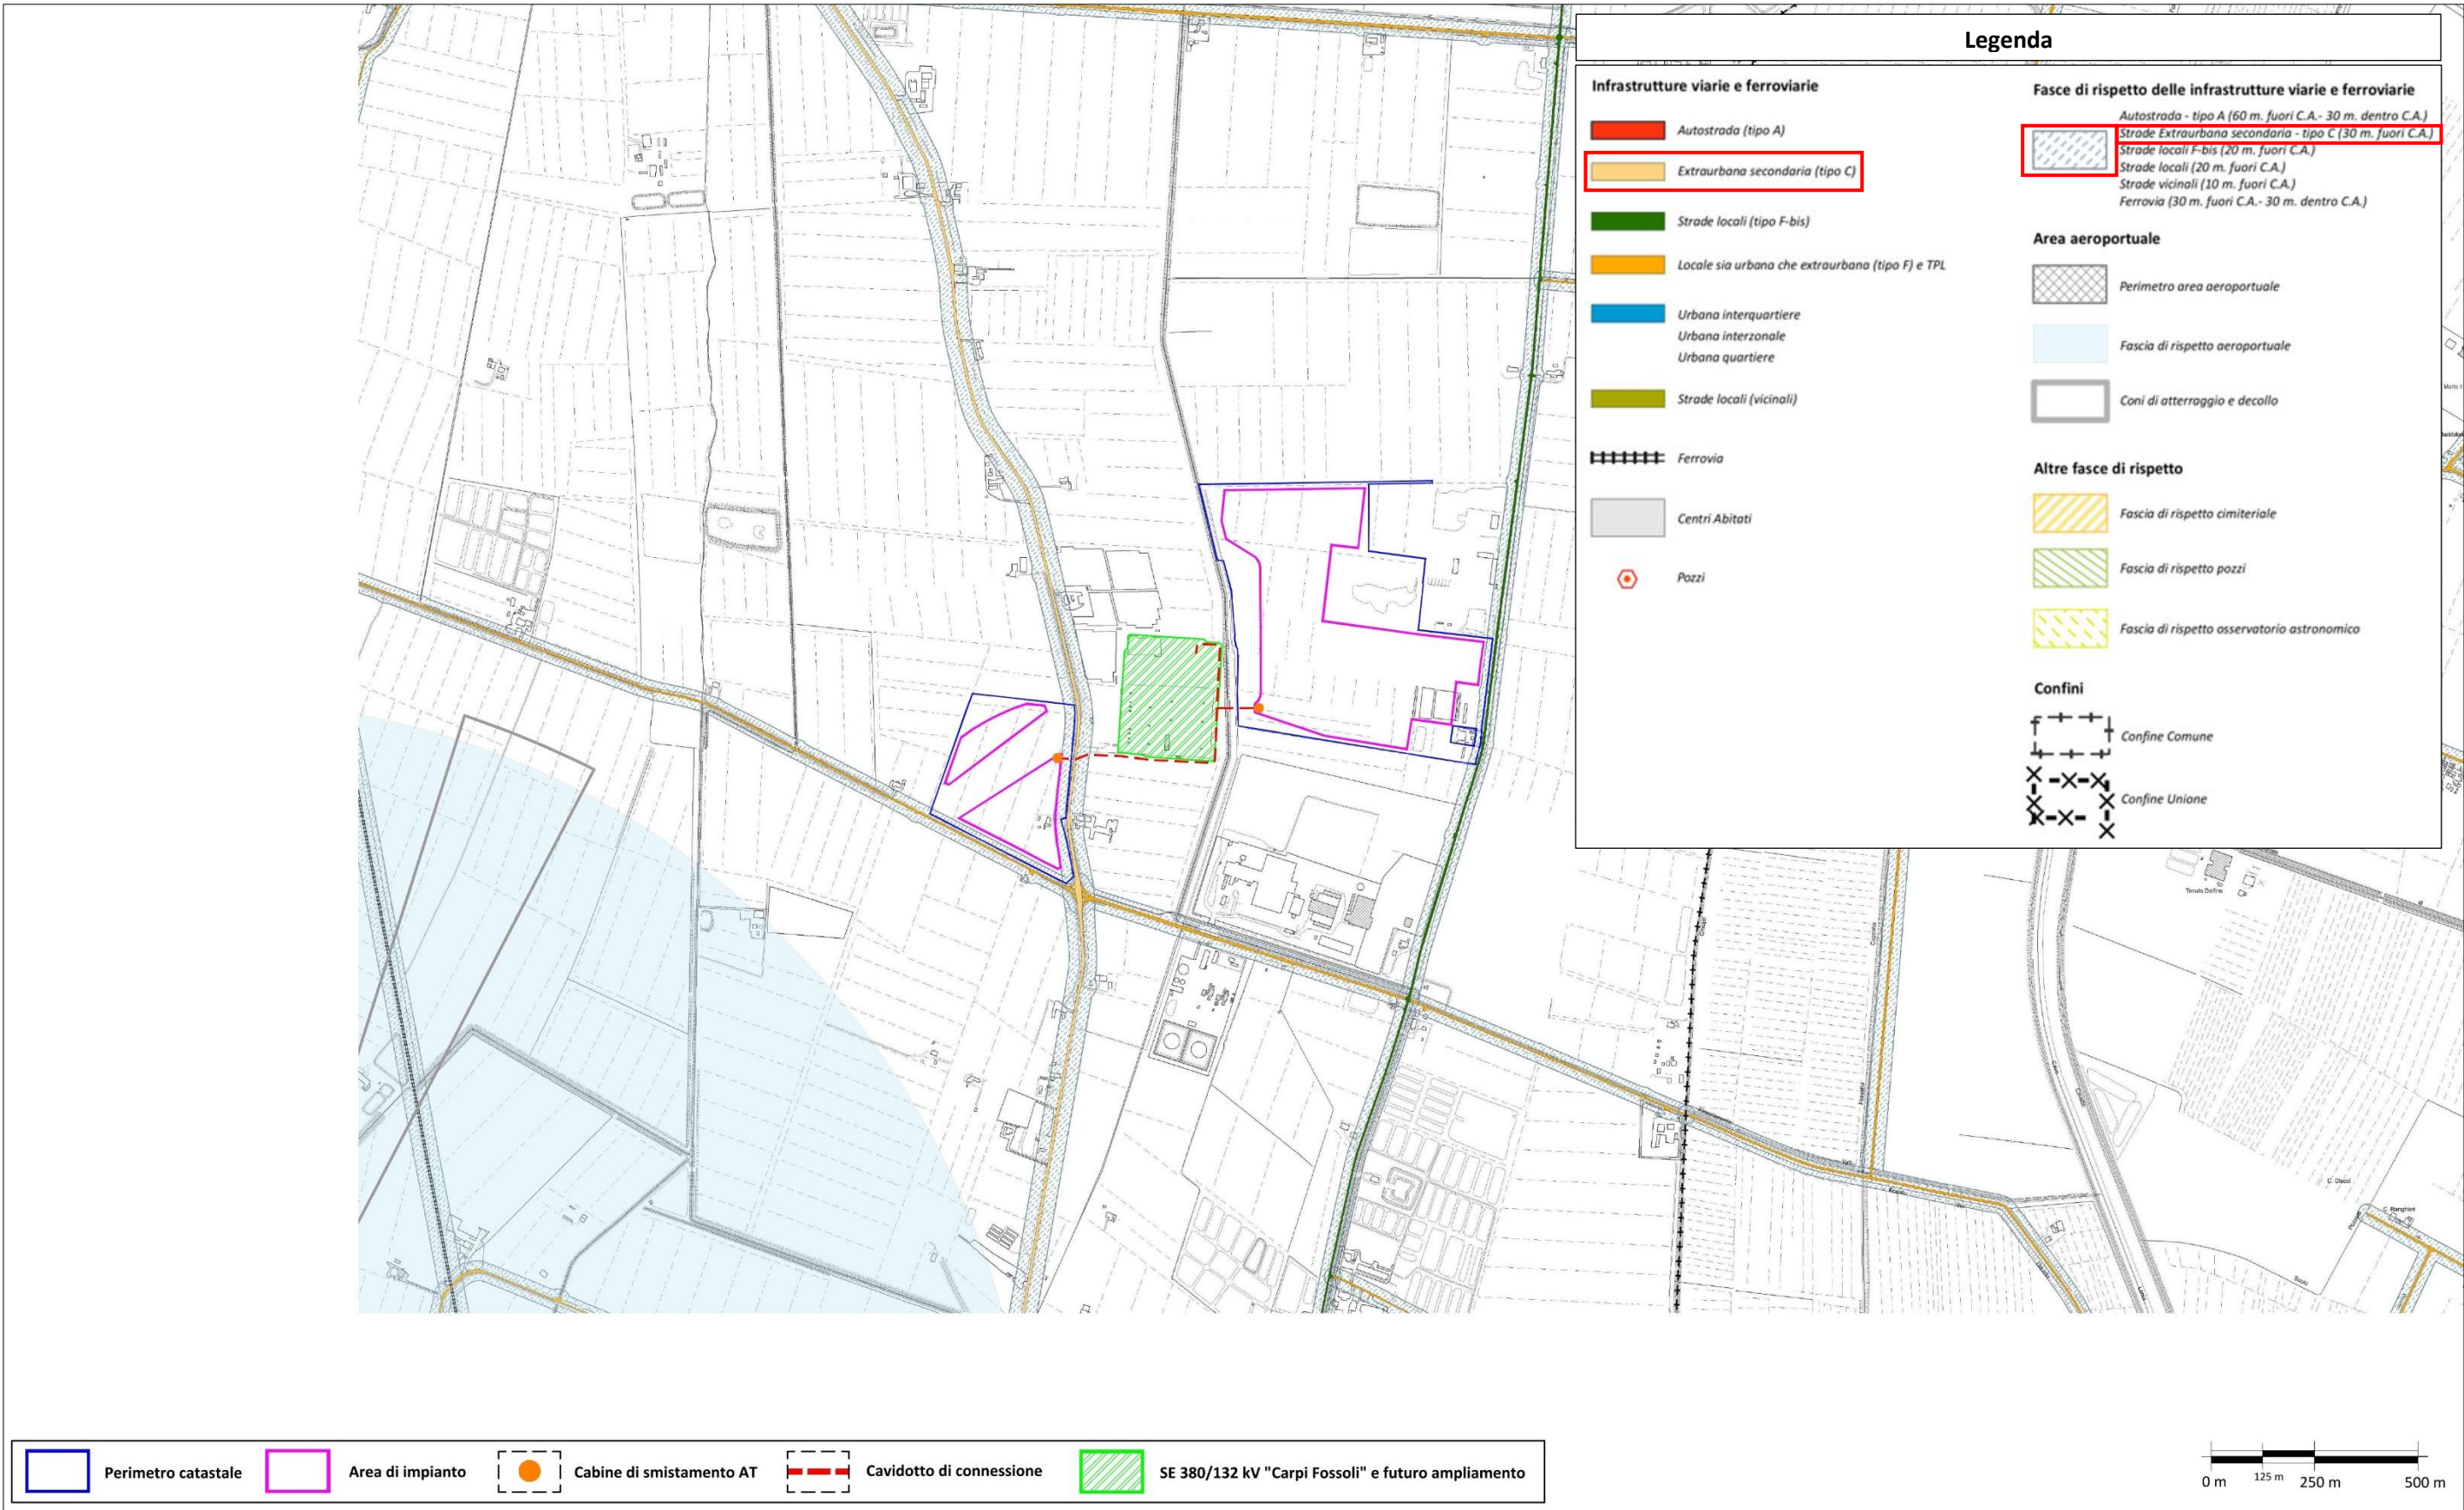 Legenda
Infrastrutture viarie e ferroviarie
Autostrada (tipo A)
Extraurbana secondaria (tipo C)
Strade locali (tipo F-bis)
Locale sia urbana che extraurbana (tipo F) e TPL
Urbana interquartiere
Urbana interzonale
Urbana quartiere
Strade locali (vicinali)
Ferrovia
Centri Abitati
Pozzi
Fasce di rispetto delle infrastrutture viarie e ferroviarie
Autostrada - tipo A (60 m. fuori C.A.- 30 m. dentro C.A.)
Strade Extraurbana secondaria - tipo C (30 m. fuori C.A.)
Strade locali F-bis (20 m. fuori C.A.)
Strade locali (20 m. fuori C.A.)
Strade vicinali (10 m. fuori C.A.)
Ferrovia (30 m. fuori C.A.- 30 m. dentro C.A.)
Area aeroportuale
Perimetro area aeroportuale
Fascia di rispetto aeroportuale
Coni di atterraggio e decollo
Altre fasce di rispetto
Fascia di rispetto cimiteriale
Fascia di rispetto pozzi
Fascia di rispetto osservatorio astronomico
Confini
Confine Comune
Confine Unione
C. Ranghiori
Perimetro catastale
Area di impianto
Cabine di smistamento AT
Cavidotto di connessione
SE 380/132 kV "Carpi Fossoli" e futuro ampliamento
0 m
125 m
250 m
500 m